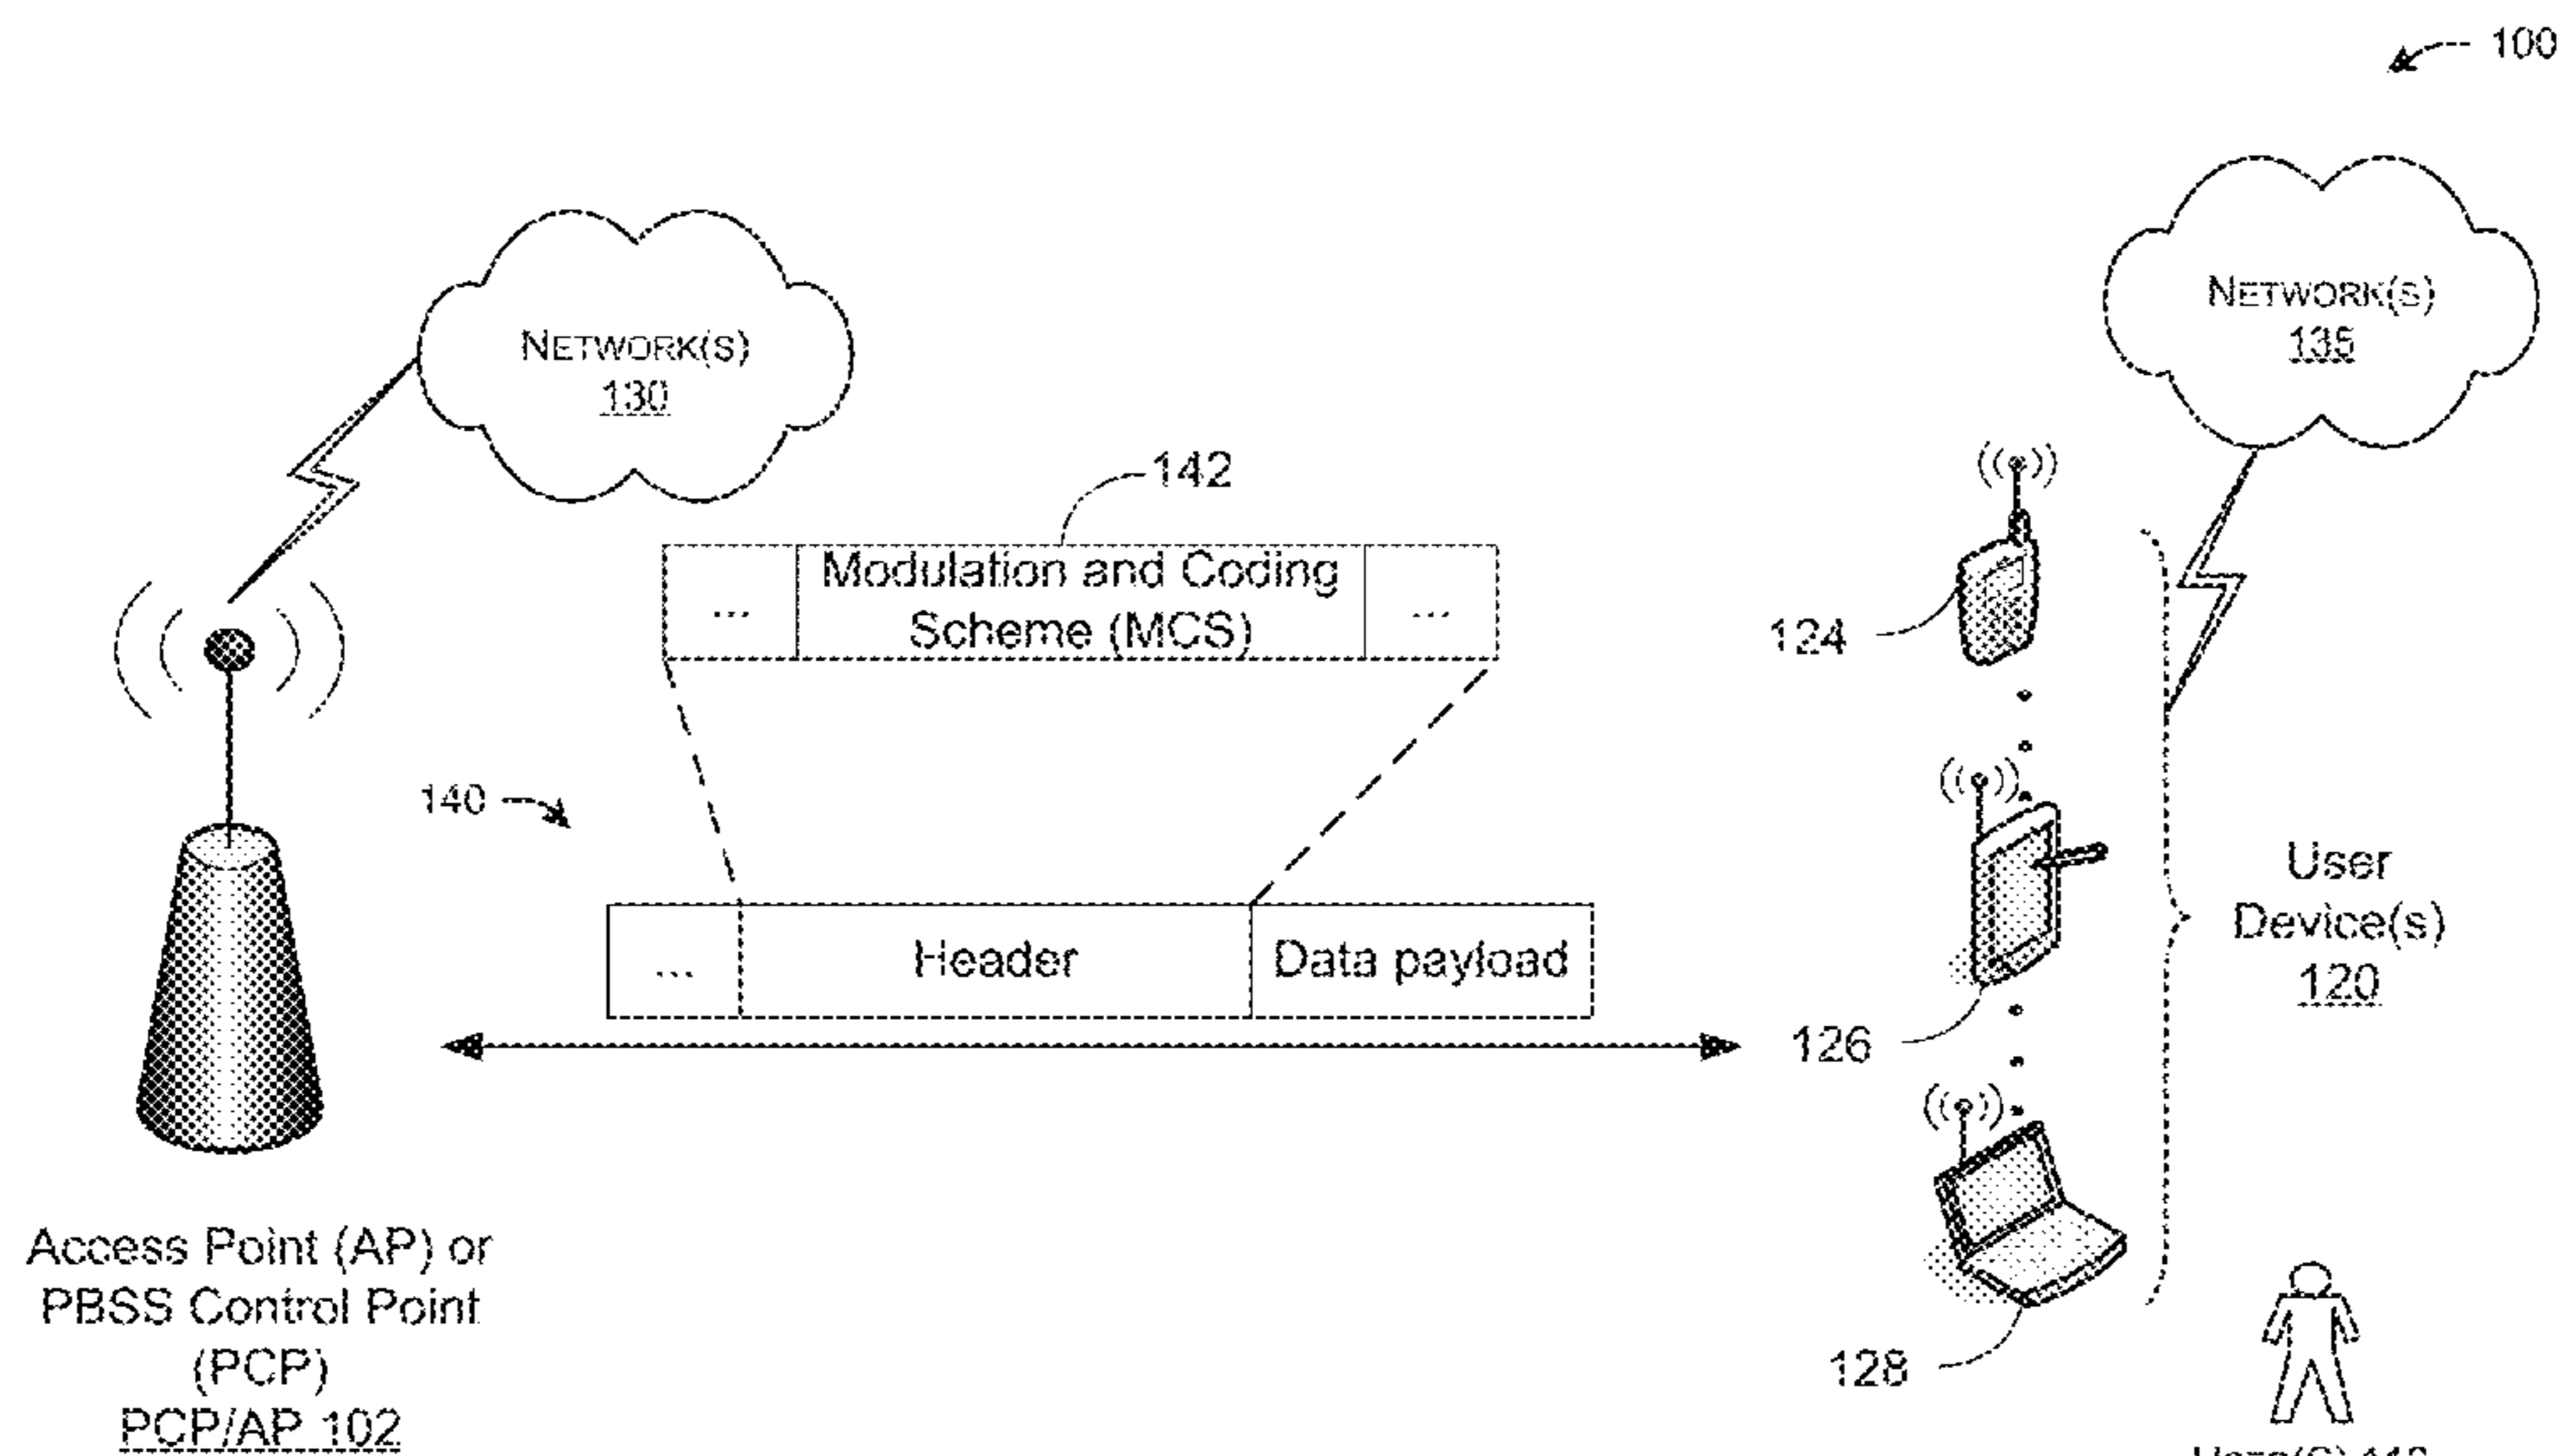 100
NETWORK(S)
130
NETWORK(S)
135
142
... Modulation and Coding ...
Scheme (MCS)
124
140
... Header Data payload
User
Device(s)
120
126
128
Access Point (AP) or
PBSS Control Point
(PCP)
PCP/AP 102